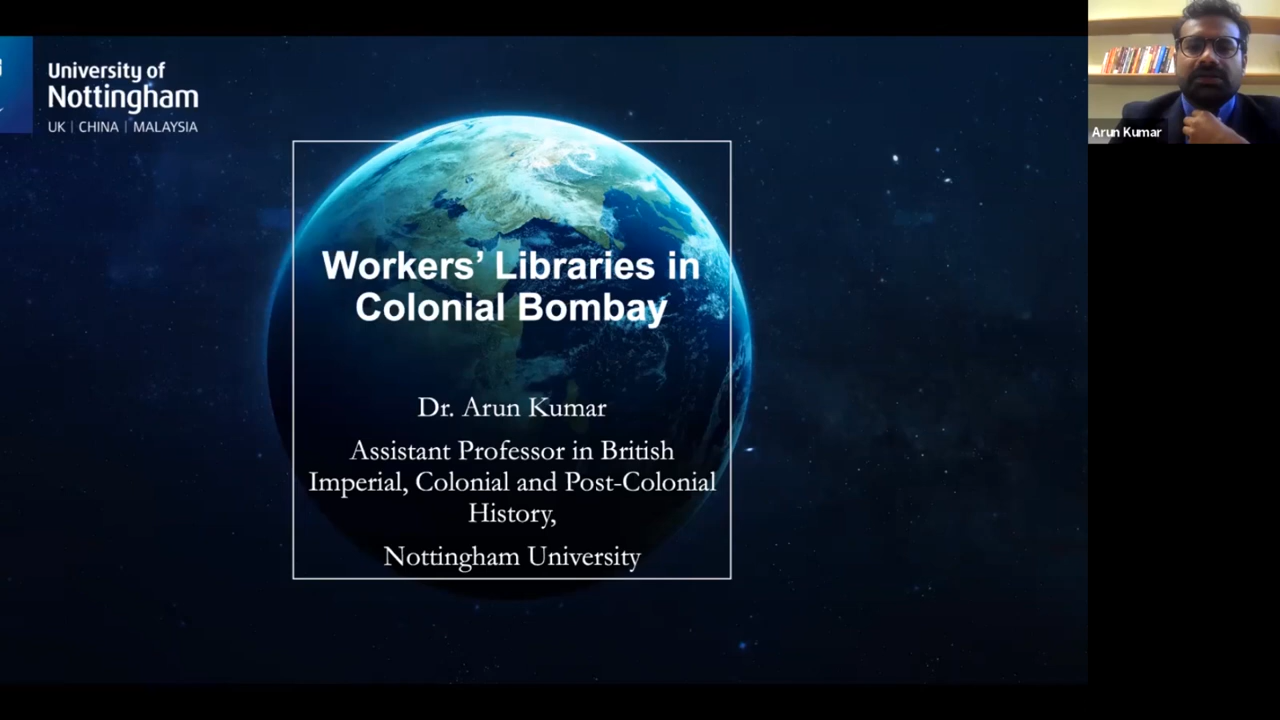 University of
Nottingham
UK | CHINA | MALAYSIA
Workers’ Libraries in
Colonial Bombay
Dr. Arun Kumar
Assistant Professor in British
Imperial, Colonial and Post-Colonial
History,
Nottingham University
Arun Kumar